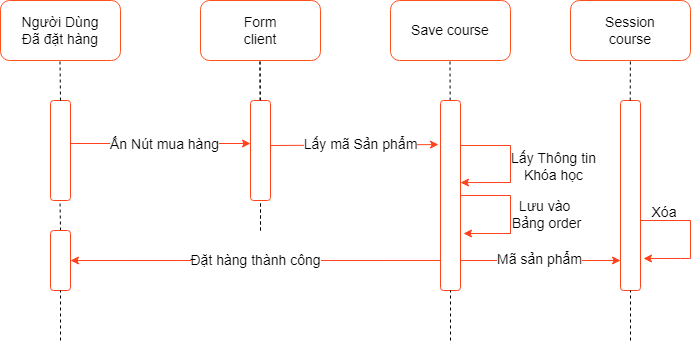 Người Dùng
Đã đặt hàng
Form
client
Save course
Session
course
Ấn Nút mua hàng
Lấy mã Sản phẩm
Lấy Thông tin
Khóa học
Lưu vào
Bảng order
Xóa
Đặt hàng thành công
Mã sản phẩm